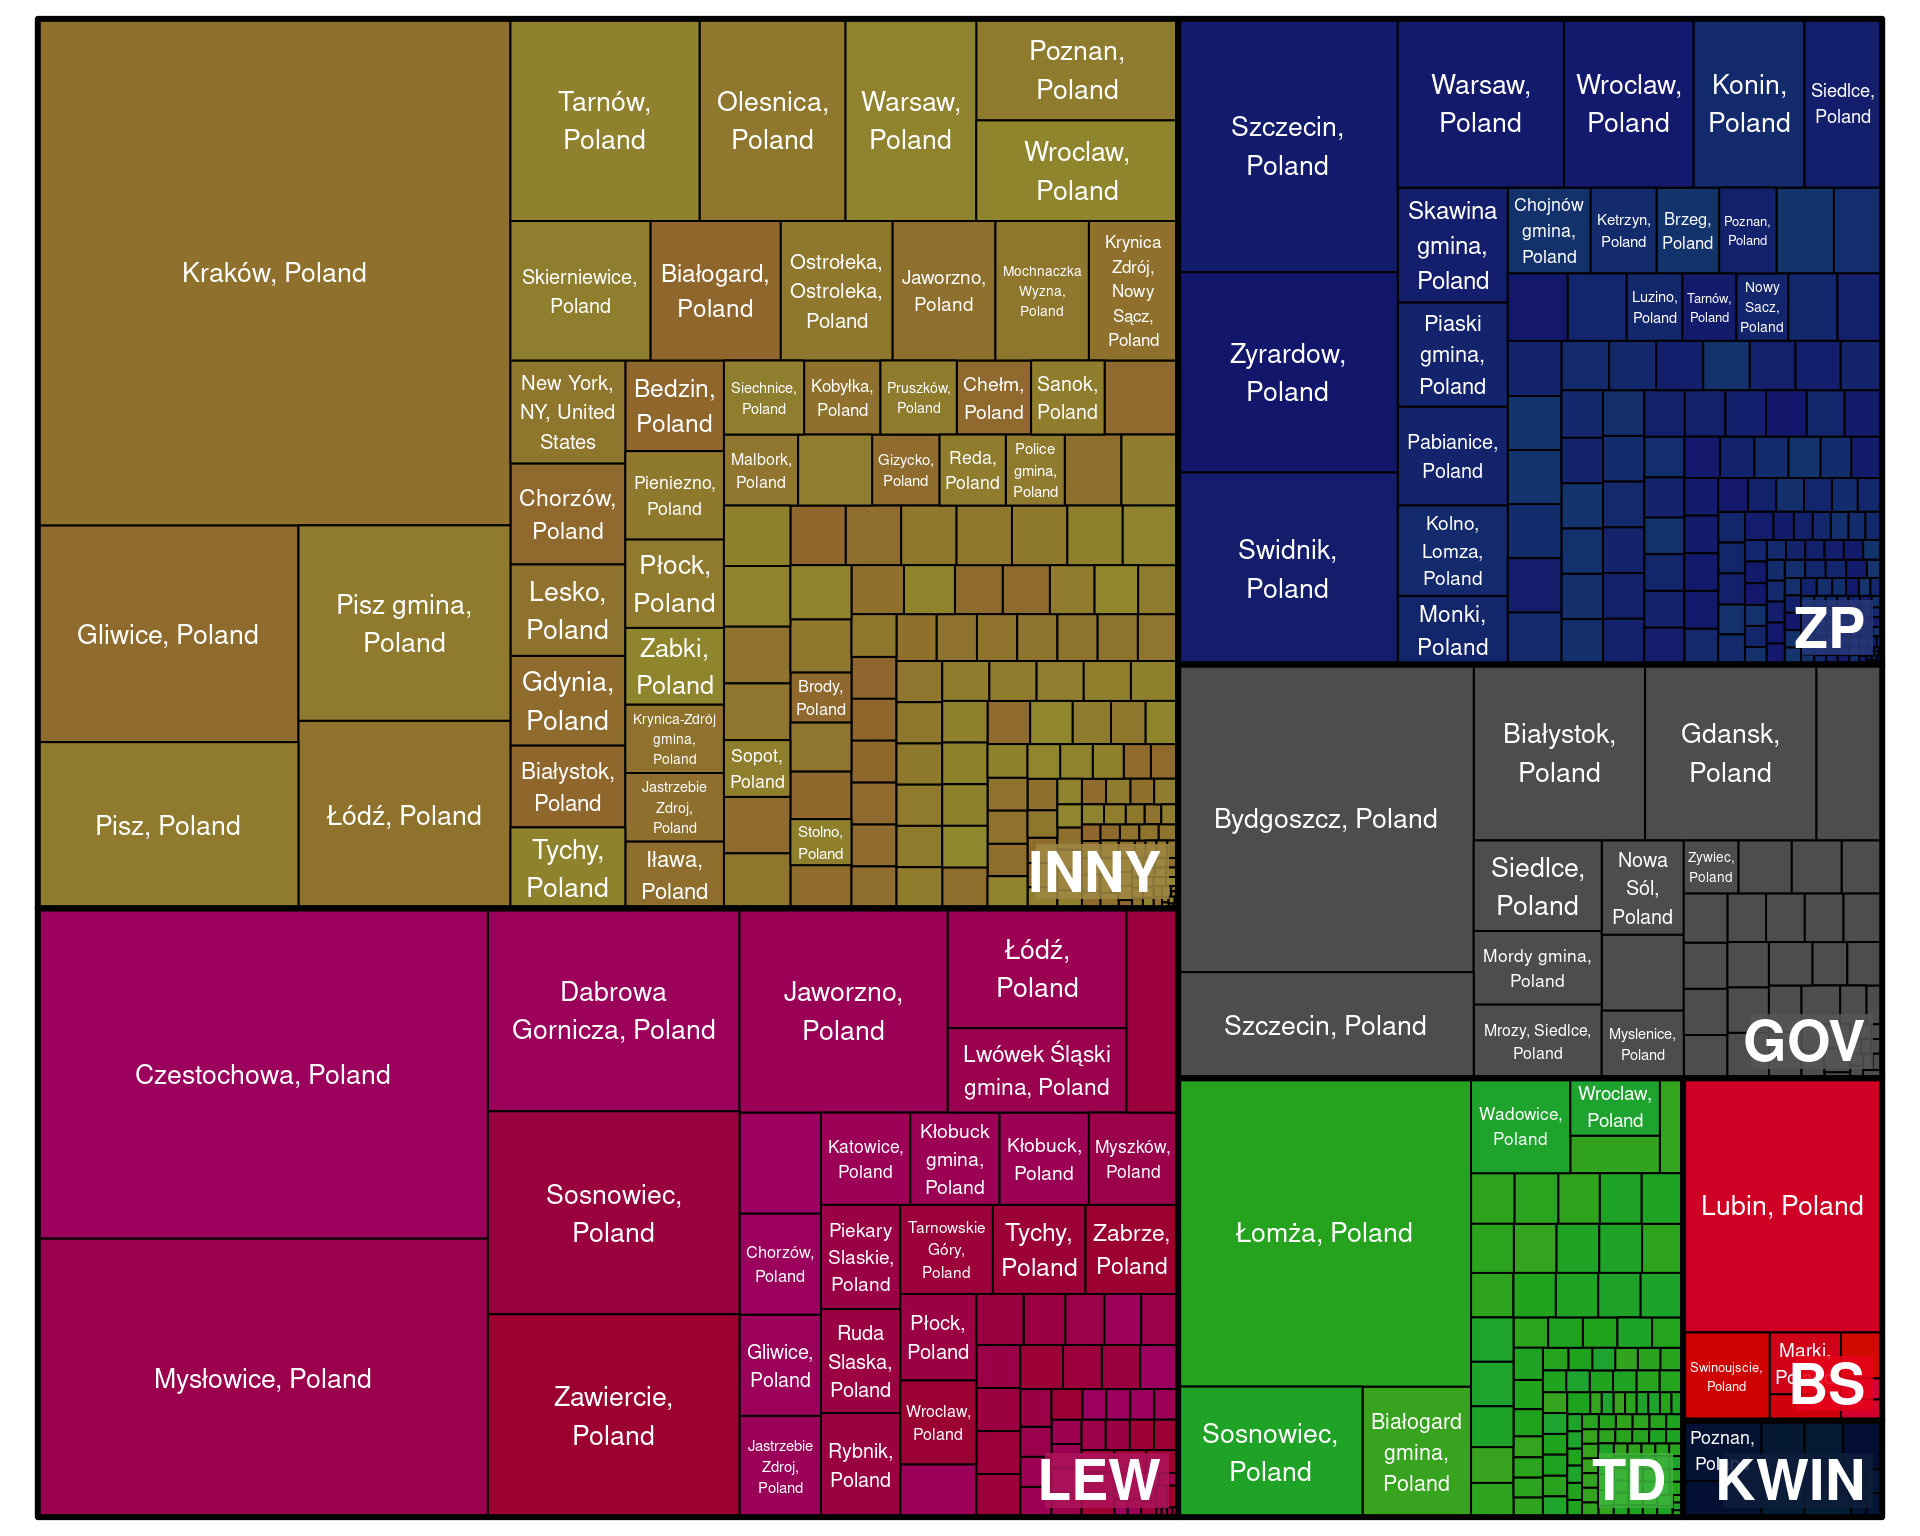 Kraków, Poland
Gliwice, Poland
Pisz gmina,
Poland
Pisz, Poland
Łódź, Poland
Tarnów,
Poland
Olesnica,
Poland
Warsaw,
Poland
Poznan,
Poland
Wroclaw,
Poland
Skierniewice,
Poland
Białogard,
Poland
Ostrołeka,
Ostroleka,
Poland
Jaworzno,
Poland
Mochnaczka
Wyzna,
Poland
Krynica
Zdrój,
Nowy
Sącz,
Poland
New York,
NY, United
States
Chorzów,
Poland
Lesko,
Poland
Gdynia,
Poland
Białystok,
Poland
Tychy,
Poland
Bedzin,
Poland
Pieniezno,
Poland
Płock,
Poland
Zabki,
Poland
Krynica-Zdrój
gmina,
Poland
Jastrzebie
Zdroj,
Poland
Iława,
Poland
Siechnice,
Poland
Kobyłka,
Poland
Pruszków,
Poland
Chełm,
Poland
Sanok,
Poland
Malbork,
Poland
Gizycko,
Poland
Reda,
Poland
Police
gmina,
Poland
Brody,
Poland
Sopot,
Poland
Stolno,
Poland
INNY
Szczecin,
Poland
Zyrardow,
Poland
Swidnik,
Poland
Warsaw,
Poland
Wroclaw,
Poland
Konin,
Poland
Siedlce,
Poland
Skawina
gmina,
Poland
Piaski
gmina,
Poland
Pabianice,
Poland
Kolno,
Lomza,
Poland
Monki,
Poland
Chojnów
gmina,
Poland
Ketrzyn,
Poland
Brzeg,
Poland
Poznan,
Poland
Luzino,
Poland
Tarnów,
Poland
Nowy
Sacz,
Poland
ZP
Bydgoszcz, Poland
Szczecin, Poland
Białystok,
Poland
Gdansk,
Poland
Siedlce,
Poland
Mordy gmina,
Poland
Mrozy, Siedlce,
Poland
Nowa
Sól,
Poland
Myslenice,
Poland
Zywiec,
Poland
GOV
Czestochowa, Poland
Mysłowice, Poland
Dabrowa
Gornicza, Poland
Sosnowiec,
Poland
Zawiercie,
Poland
Jaworzno,
Poland
Łódź,
Poland
Lwówek Śląski
gmina, Poland
Chorzów,
Poland
Gliwice,
Poland
Jastrzebie
Zdroj,
Poland
Katowice,
Poland
Kłobuck
gmina,
Poland
Kłobuck,
Poland
Myszków,
Poland
Piekary
Slaskie,
Poland
Ruda
Slaska,
Poland
Rybnik,
Poland
Tarnowskie
Góry,
Poland
Tychy,
Poland
Zabrze,
Poland
Płock,
Poland
Wroclaw,
Poland
LEW
Łomża, Poland
Sosnowiec,
Poland
Białogard
gmina,
Poland
Wadowice,
Poland
Wroclaw,
Poland
TD
Lubin, Poland
Swinoujscie,
Poland
Marki,
BS
Poznan,
KWIN